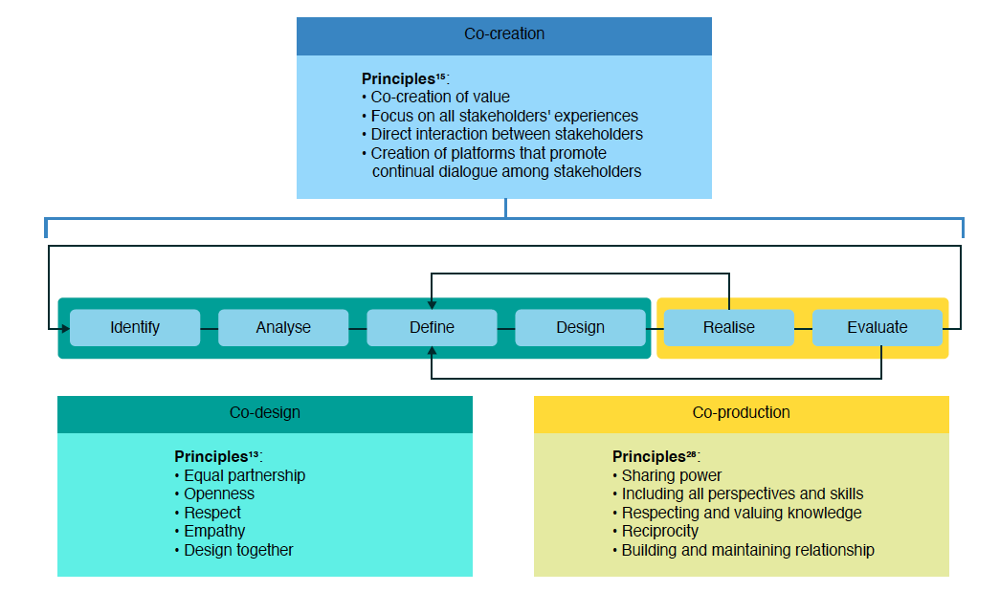 Co-creation
Principles¹⁵:
• Co-creation of value
• Focus on all stakeholders' experiences
• Direct interaction between stakeholders
• Creation of platforms that promote
continual dialogue among stakeholders
Identify
Analyse
Define
Design
Realise
Evaluate
Co-design
Principles¹³:
• Equal partnership
• Openness
• Respect
• Empathy
• Design together
Co-production
Principles²⁸:
• Sharing power
• Including all perspectives and skills
• Respecting and valuing knowledge
• Reciprocity
• Building and maintaining relationship